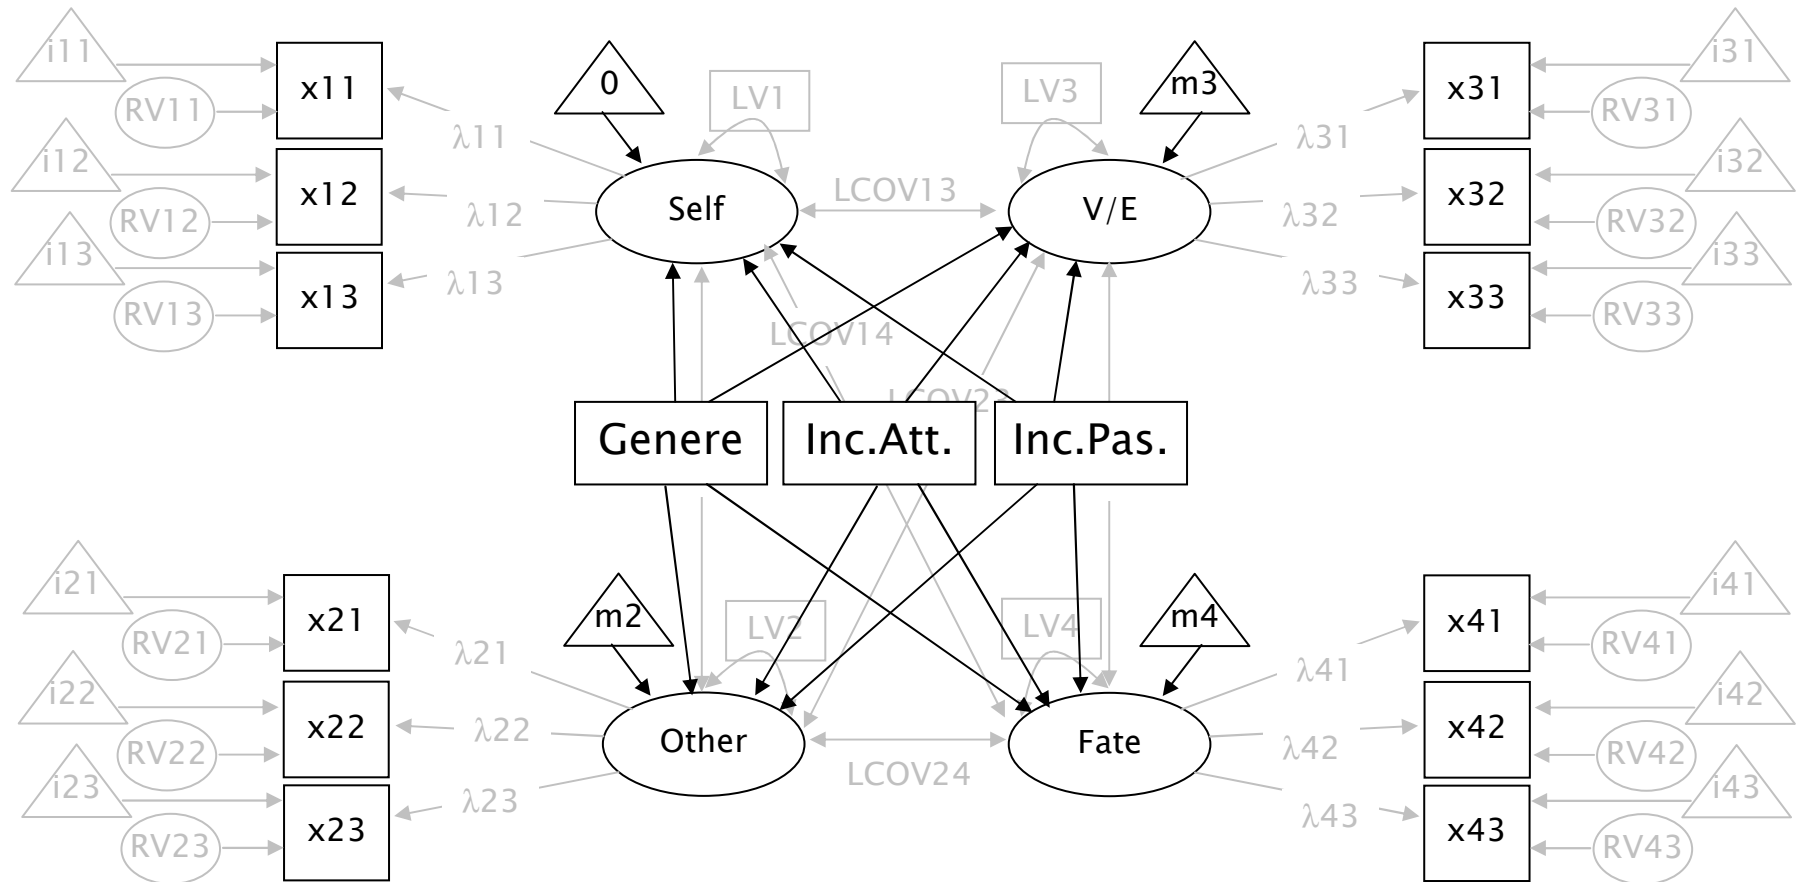 i11
x11
RV11
λ11
i12
x12
RV12
λ12
i13
x13
RV13
λ13
0
LV1
LV3
m3
Self
LCOV13
V/E
LCOV14
λ31
x31
i31
RV31
λ32
x32
i32
RV32
λ33
x33
i33
RV33
Genere
Inc.Att.
Inc.Pas.
i21
x21
RV21
λ21
i22
x22
RV22
λ22
i23
x23
RV23
λ23
m2
LV2
LV4
m4
Other
LCOV24
Fate
λ41
x41
i41
RV41
λ42
x42
i42
RV42
λ43
x43
i43
RV43